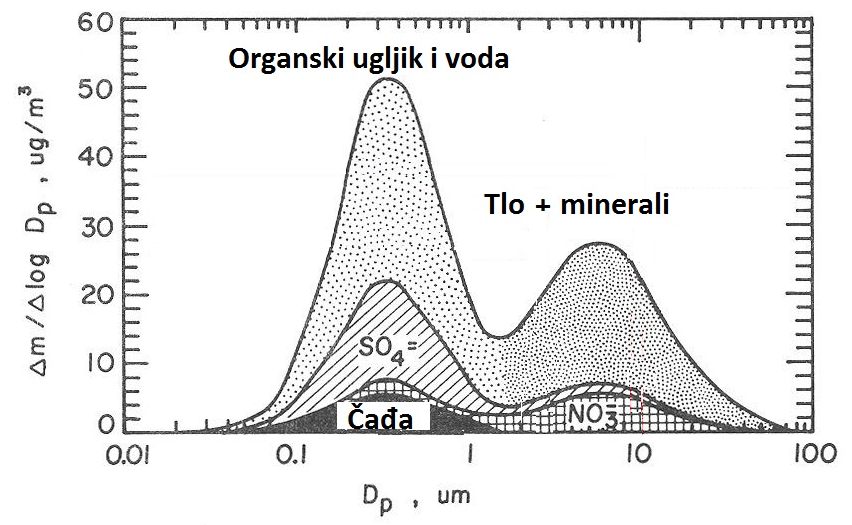 60
50
40
30
20
10
0
Δm/Δlog Dp , ug/m³
Organski ugljik i voda
Tlo + minerali
SO₄=
Čađa
NO₃̄
0.01 0.1 1 10 100
Dp , um